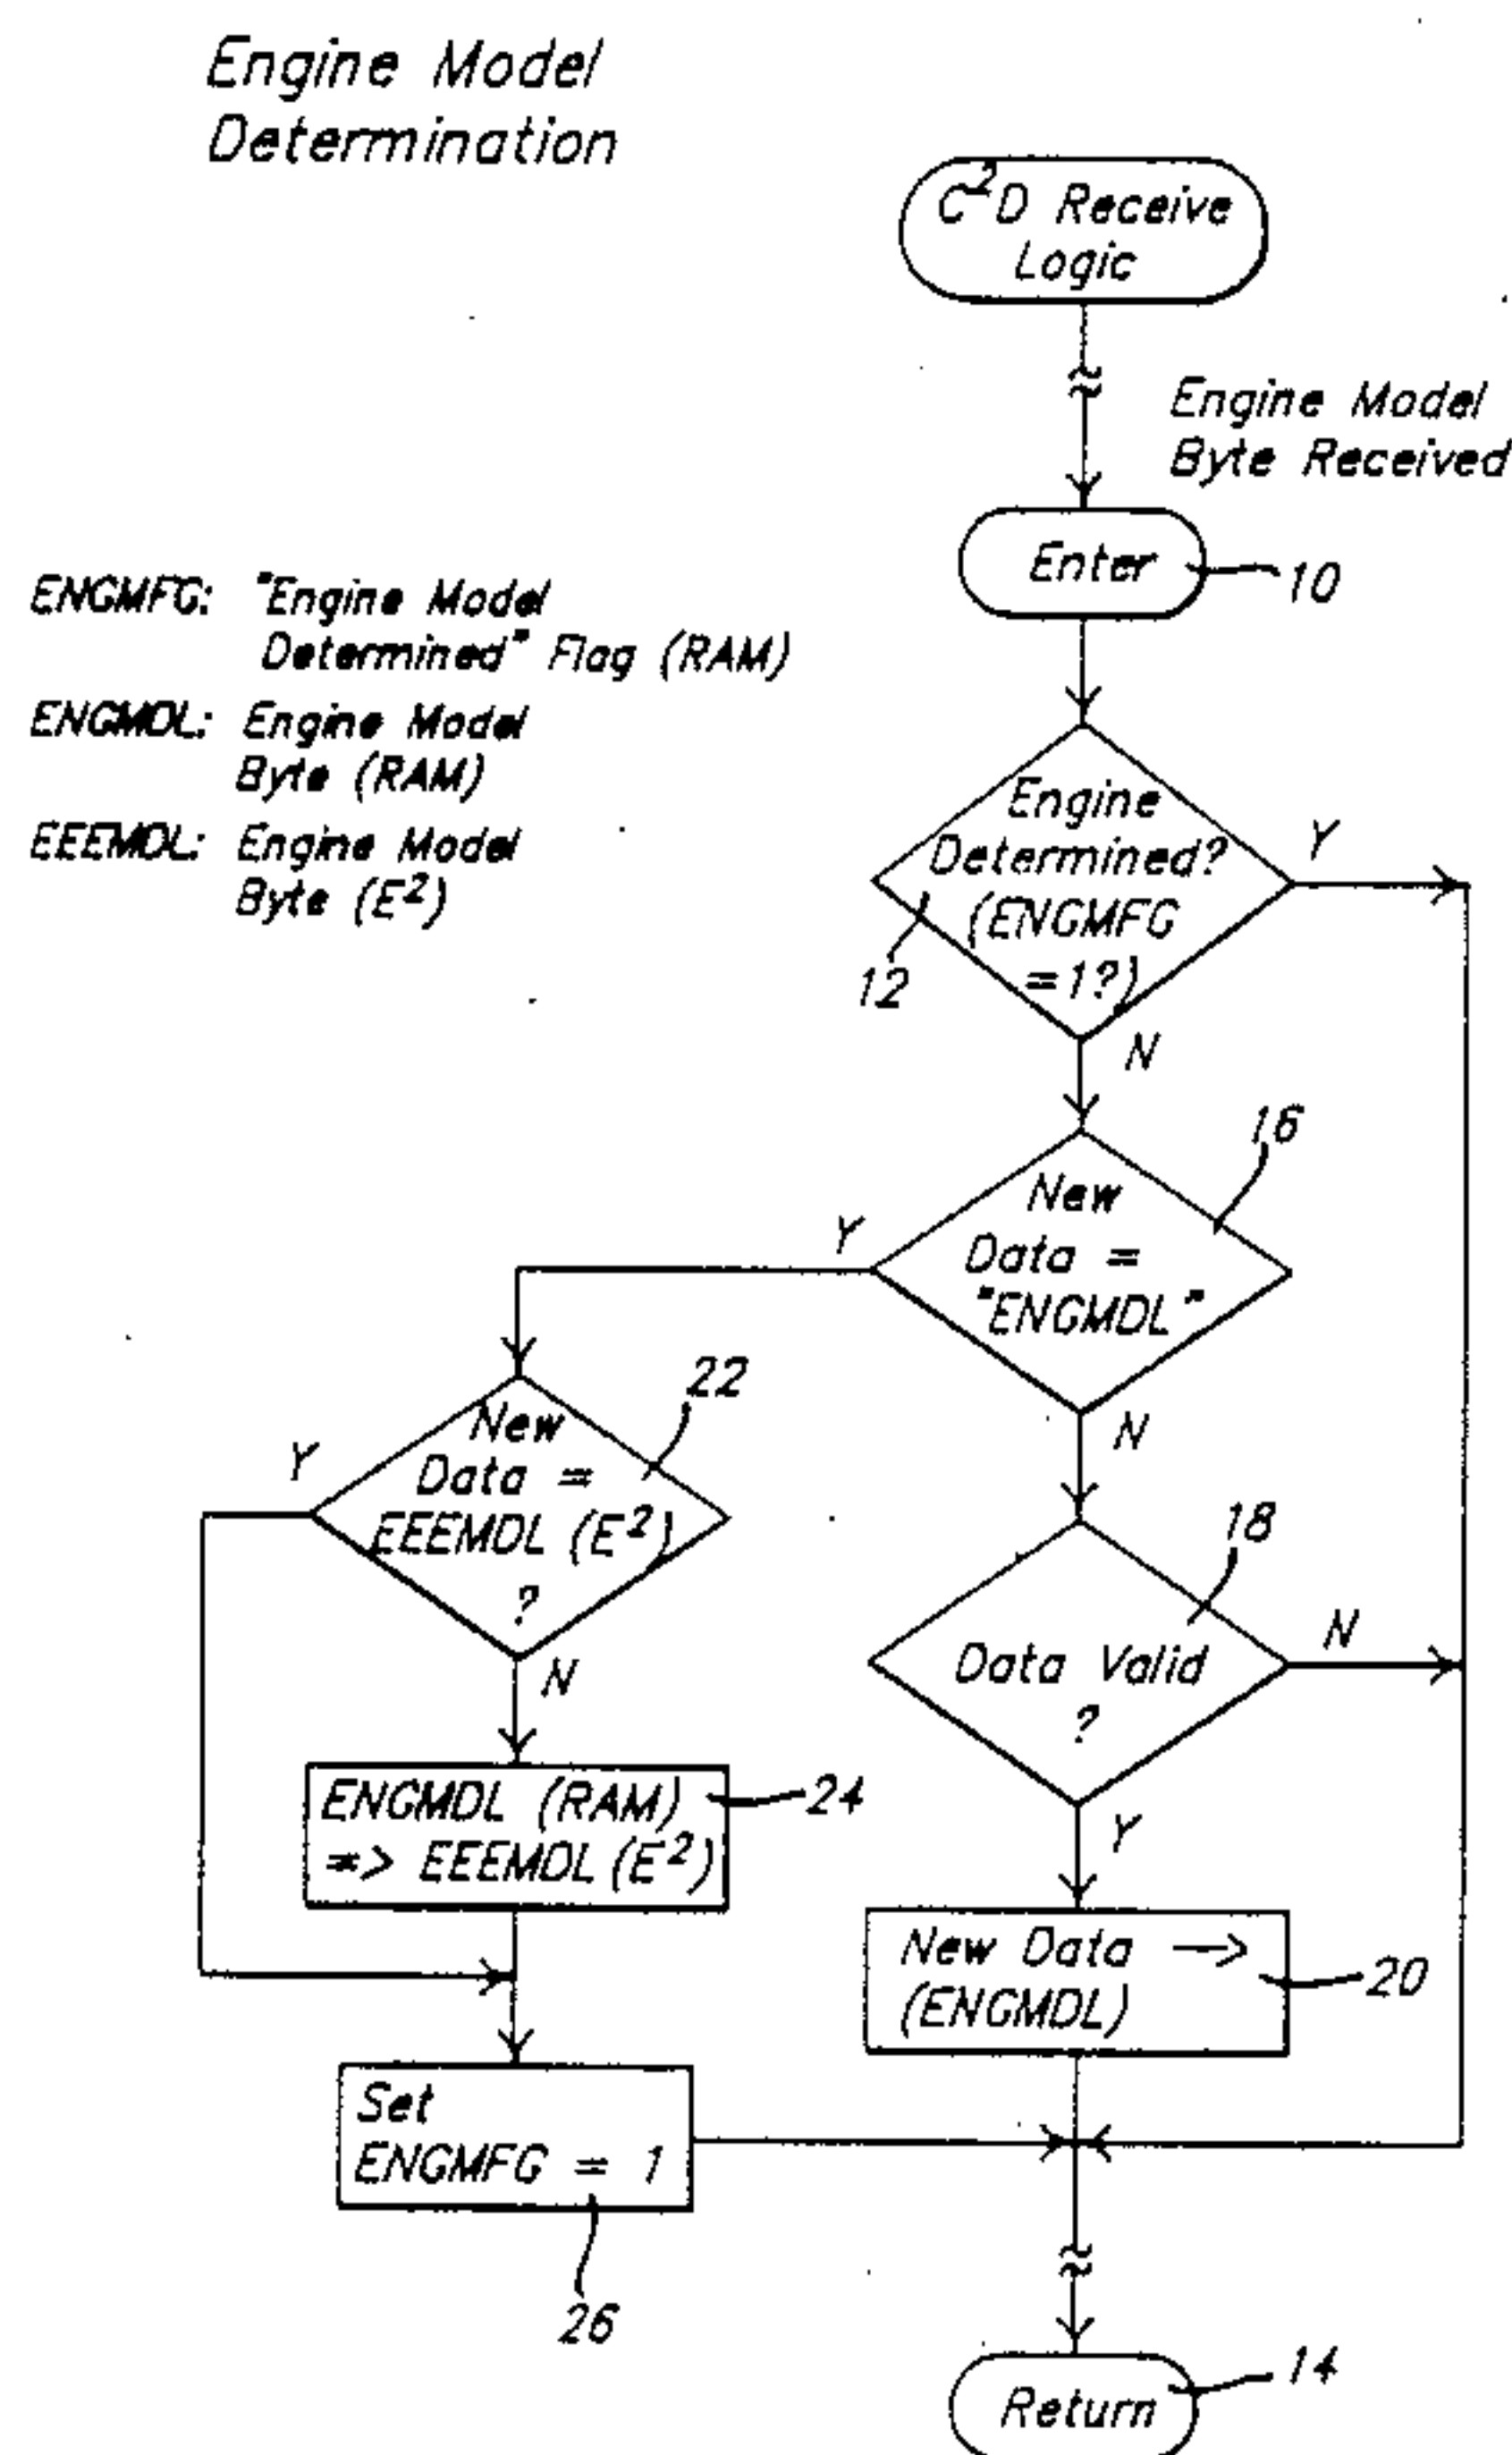 Engine Model
Determination
C²D Receive
Logic
Engine Model
Byte Received
Enter
10
ENGMFG: "Engine Model
Determined" Flag (RAM)
ENGMDL: Engine Model
Byte (RAM)
EEEMDL: Engine Model
Byte (E²)
Engine
Determined?
(ENGMFG
=1?)
Y
12
N
16
New
Data =
"ENGMDL"
Y
N
22
New
Data =
EEEMDL (E²)
?
Y
N
18
Data Valid
?
N
Y
ENGMDL (RAM)
=> EEEMDL (E²)
24
New Data →
(ENGMDL)
20
Set
ENGMFG = 1
26
Return
14